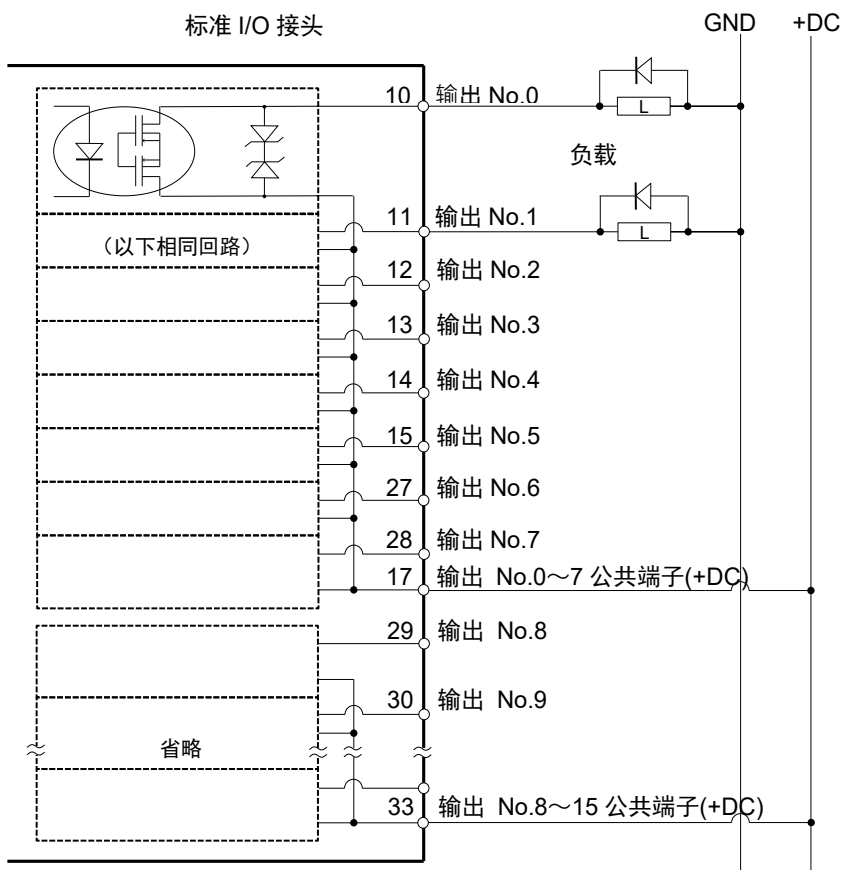 标准 I/O 接头
GND +DC
10 输出 No.0
L
负载
11 输出 No.1
L
（以下相同回路）
12 输出 No.2
13 输出 No.3
14 输出 No.4
15 输出 No.5
27 输出 No.6
28 输出 No.7
17 输出 No.0～7 公共端子(+DC)
29 输出 No.8
30 输出 No.9
省略
33 输出 No.8～15 公共端子(+DC)